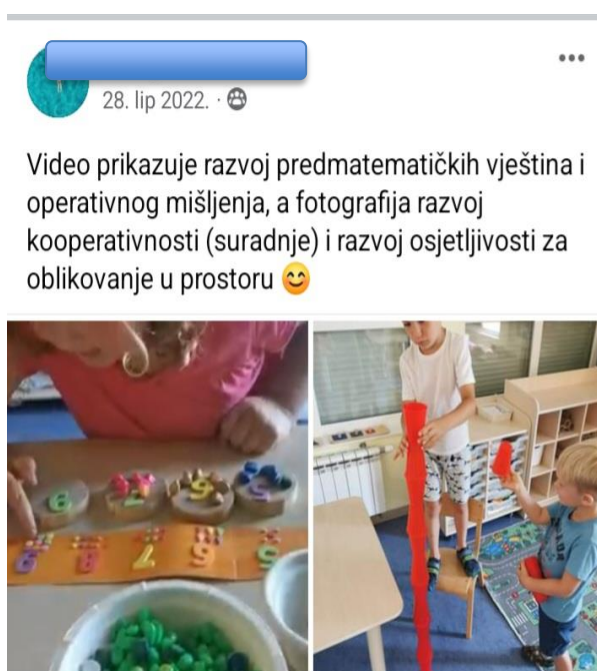 28. lip 2022. ·
Video prikazuje razvoj predmatematičkih vještina i
operativnog mišljenja, a fotografija razvoj
kooperativnosti (suradnje) i razvoj osjetljivosti za
oblikovanje u prostoru 😊